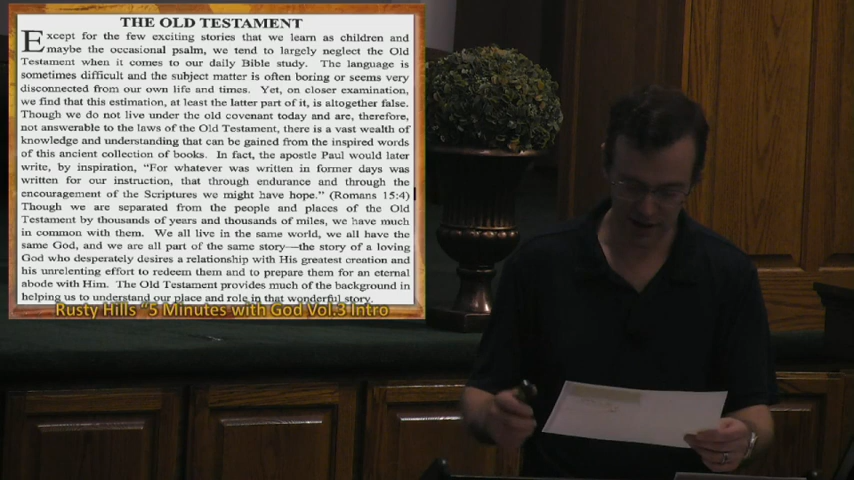 THE OLD TESTAMENT
Except for the few exciting stories that we learn as children and
maybe the occasional psalm, we tend to largely neglect the Old
Testament when it comes to our daily Bible study. The language is
sometimes difficult and the subject matter is often boring or seems very
disconnected from our own life and times. Yet, on closer examination,
we find that this estimation, at least the latter part of it, is altogether false.
Though we do not live under the old covenant today and are, therefore,
not answerable to the laws of the Old Testament, there is a vast wealth of
knowledge and understanding that can be gained from the inspired words
of this ancient collection of books. In fact, the apostle Paul would later
write, by inspiration, “For whatever was written in former days was
written for our instruction, that through endurance and through the
encouragement of the Scriptures we might have hope.” (Romans 15:4)
Though we are separated from the people and places of the Old
Testament by thousands of years and thousands of miles, we have much
in common with them. We all live in the same world, we all have the
same God, and we are all part of the same story—the story of a loving
God who desperately desires a relationship with His greatest creation and
his unrelenting effort to redeem them and to prepare them for an eternal
abode with Him. The Old Testament provides much of the background in
helping us to understand our place and role in that wonderful story.
Rusty Hills "5 Minutes with God Vol.3 Intro